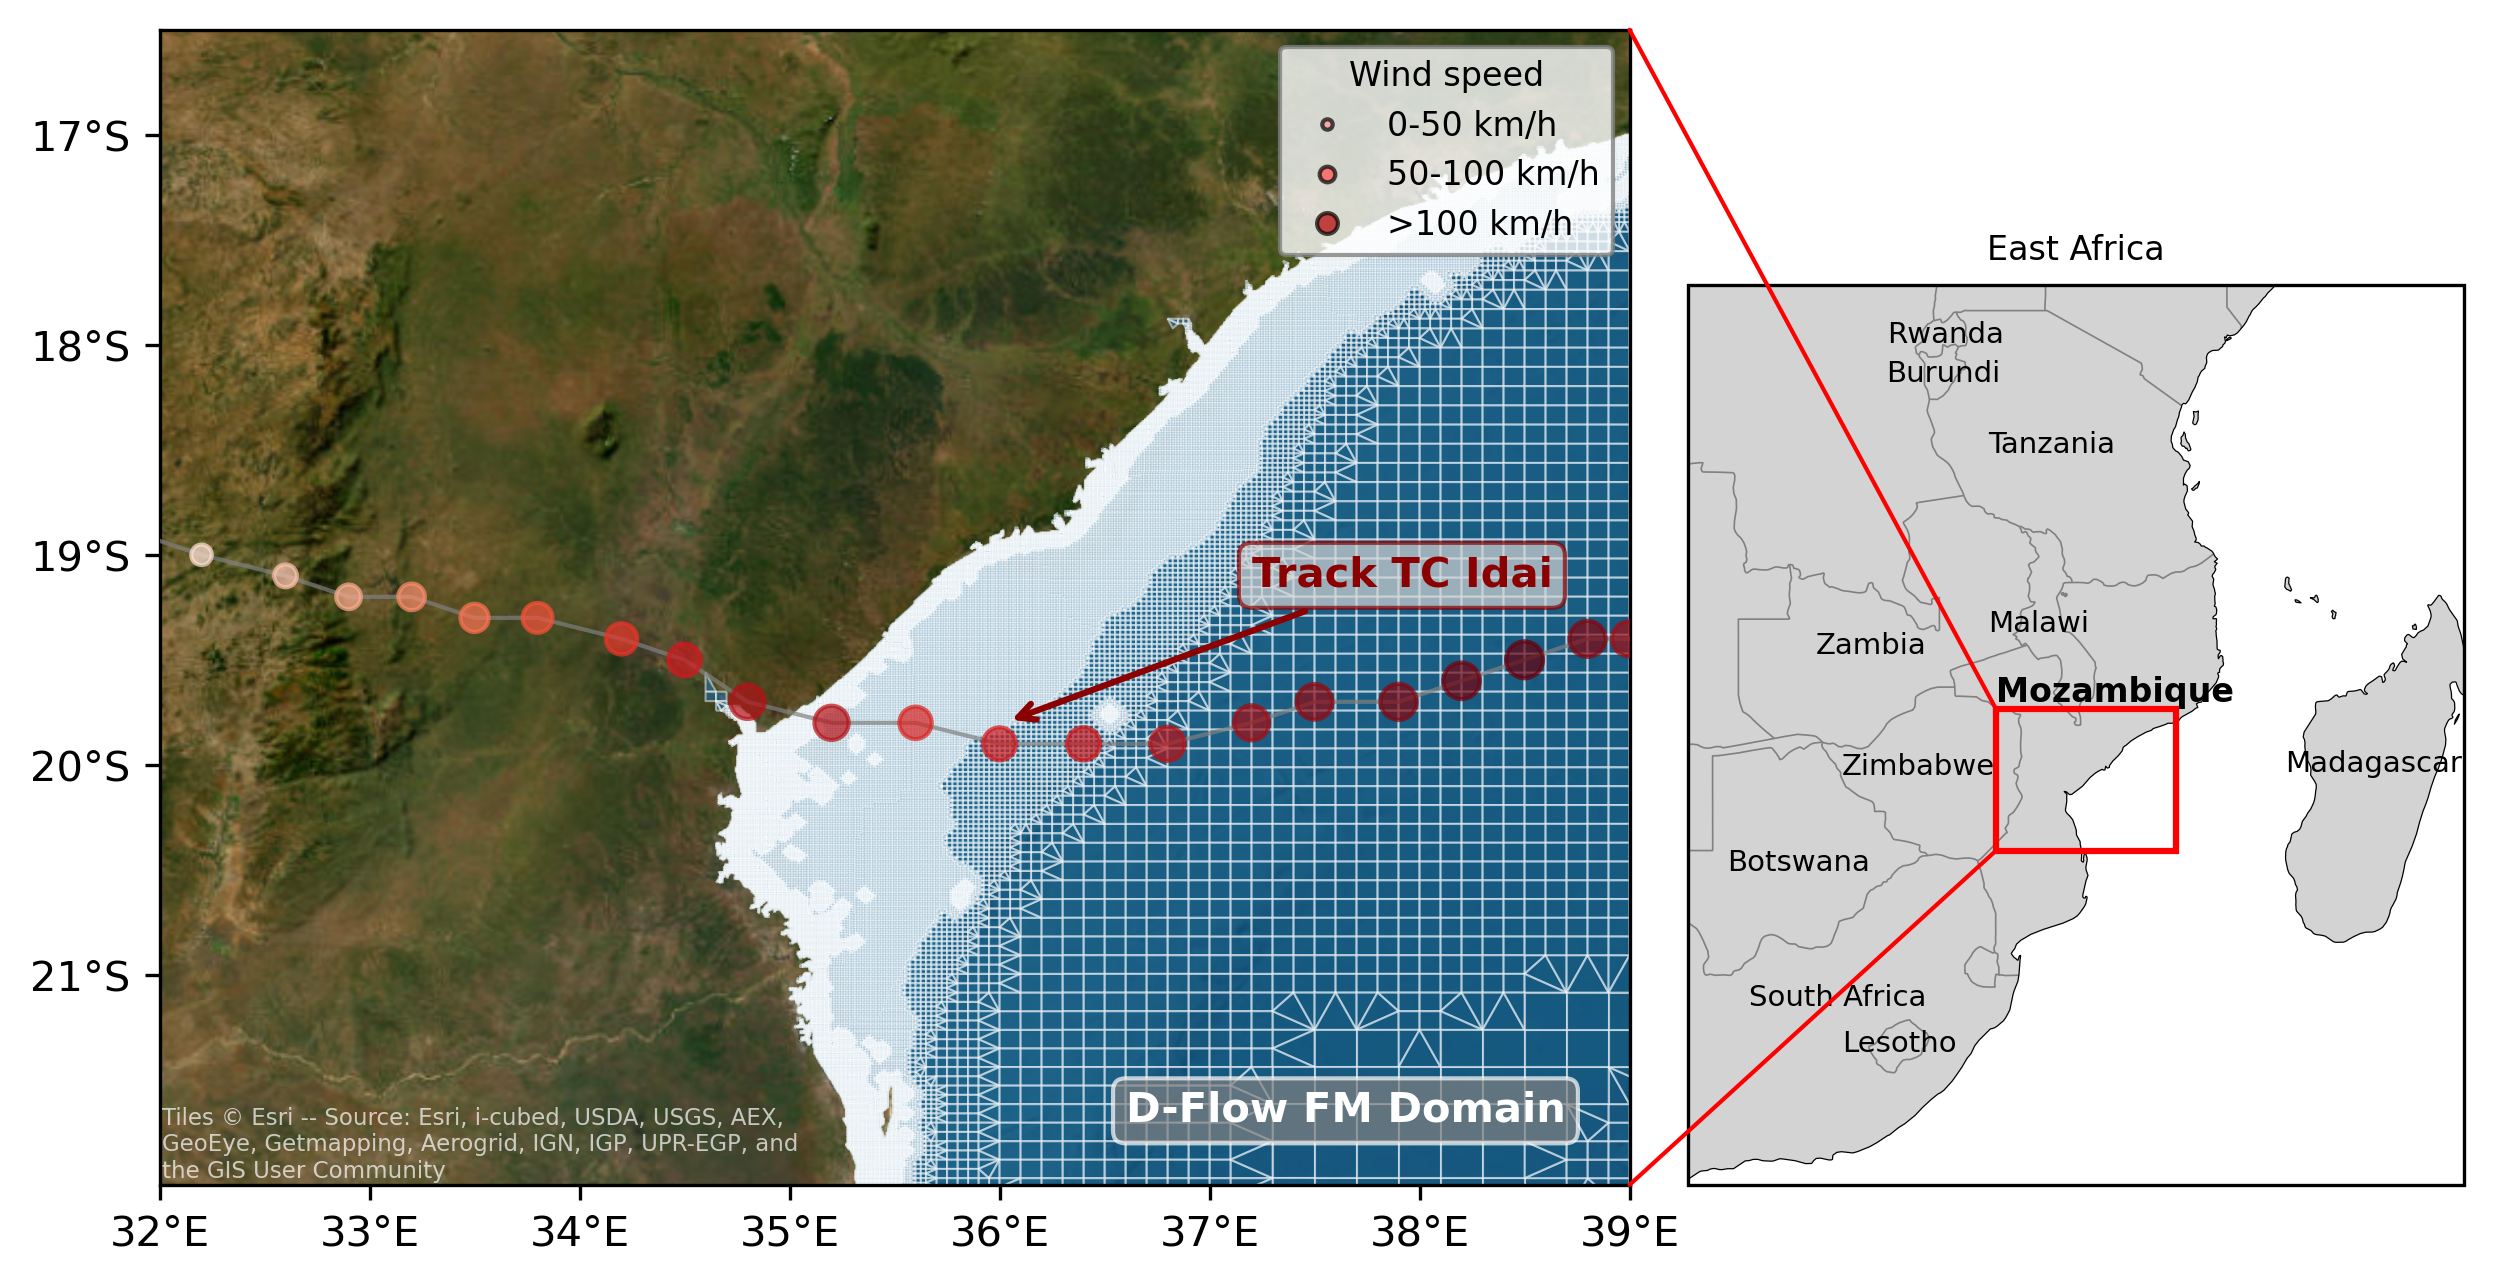 Wind speed
0-50 km/h
50-100 km/h
>100 km/h
17°S
18°S
19°S
20°S
21°S
Track TC Idai
D-Flow FM Domain
Tiles © Esri -- Source: Esri, i-cubed, USDA, USGS, AEX,
GeoEye, Getmapping, Aerogrid, IGN, IGP, UPR-EGP, and
the GIS User Community
32°E
33°E
34°E
35°E
36°E
37°E
38°E
39°E
East Africa
Rwanda
Burundi
Tanzania
Malawi
Zambia
Mozambique
Zimbabwe
Madagascar
Botswana
South Africa
Lesotho